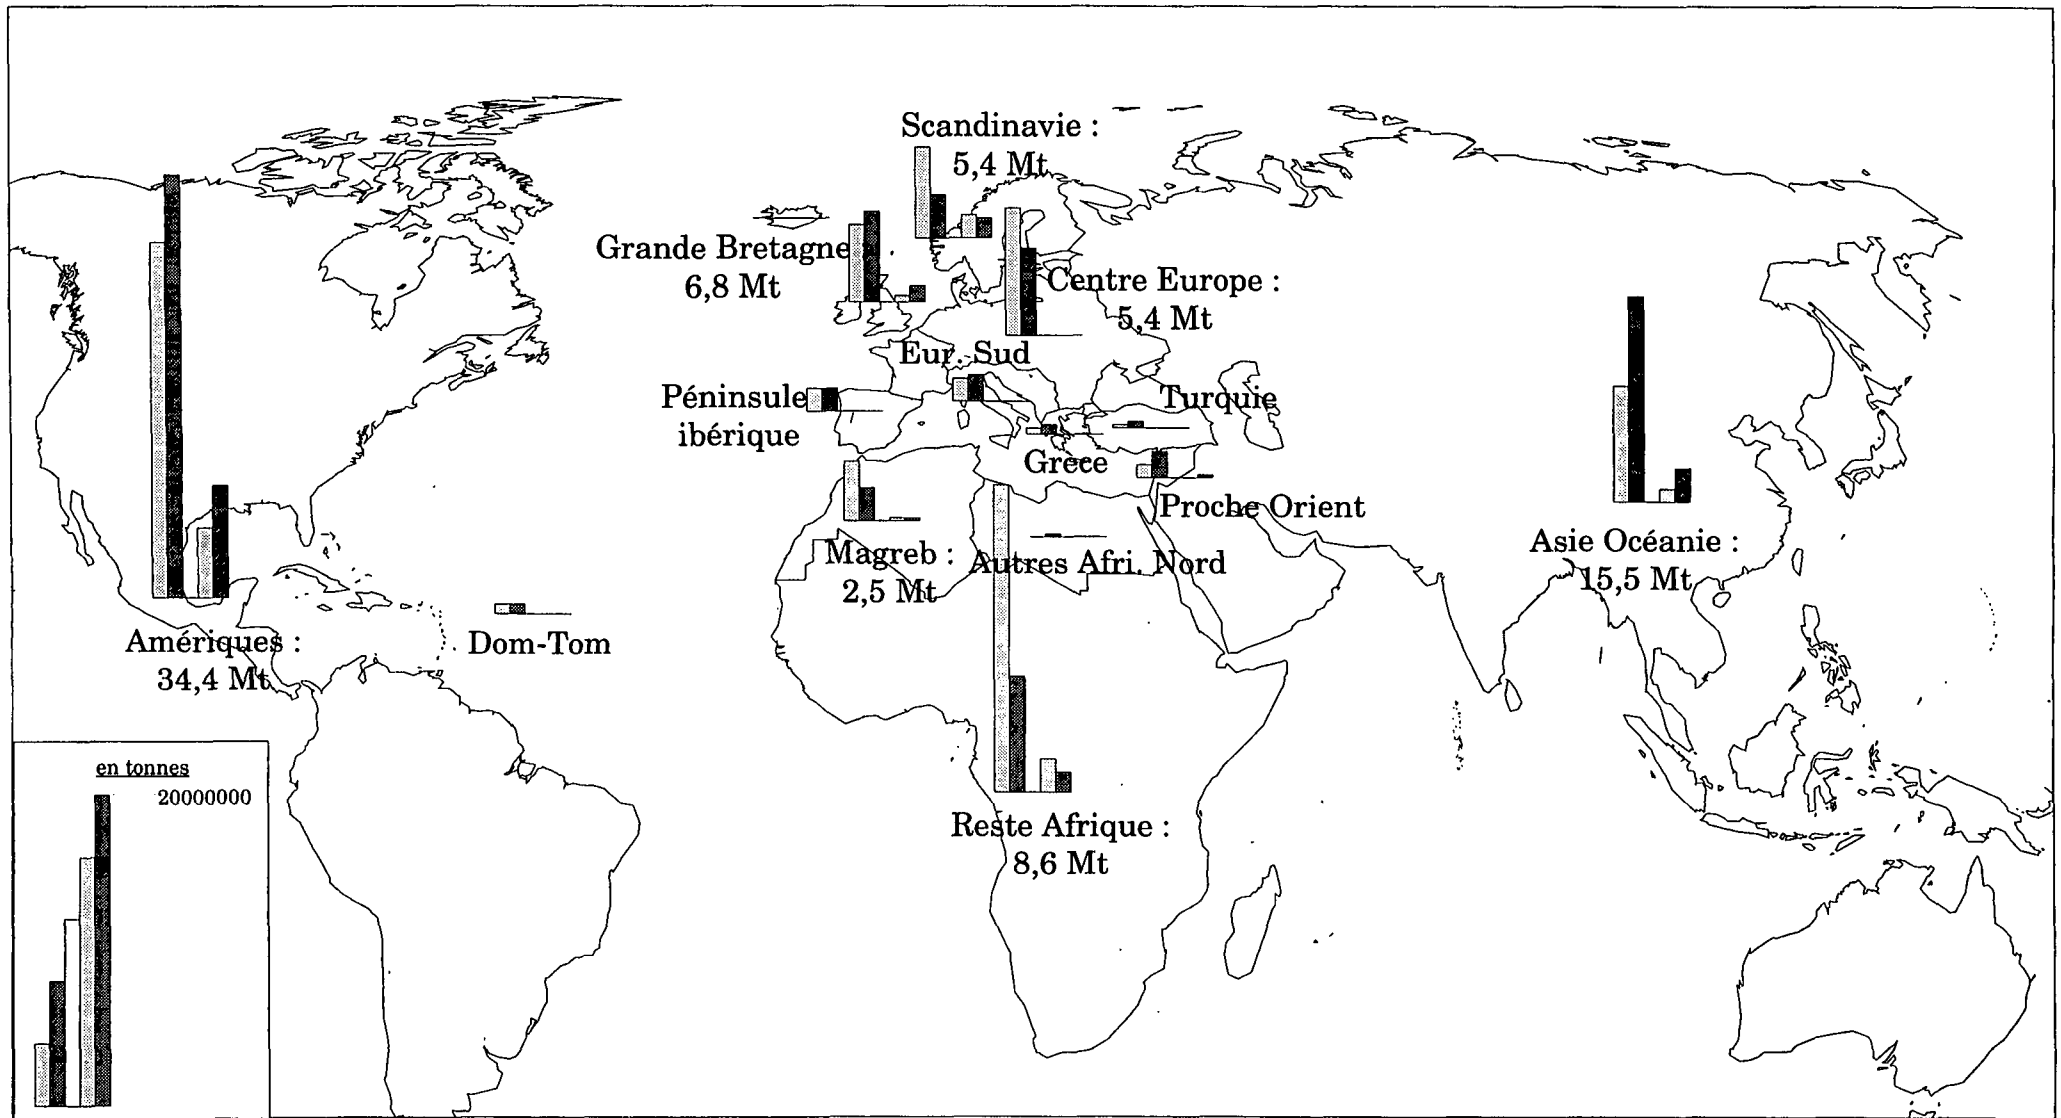 Scandinavie :
5,4 Mt
Grande Bretagne
6,8 Mt
Centre Europe :
5,4 Mt
Eur. Sud
Péninsule
ibérique
Turquie
Grece
Proche Orient
Magreb :
2,5 Mt
Autres Afri. Nord
Asie Océanie :
15,5 Mt
Amériques :
34,4 Mt
Dom-Tom
Reste Afrique :
8,6 Mt
en tonnes
20000000